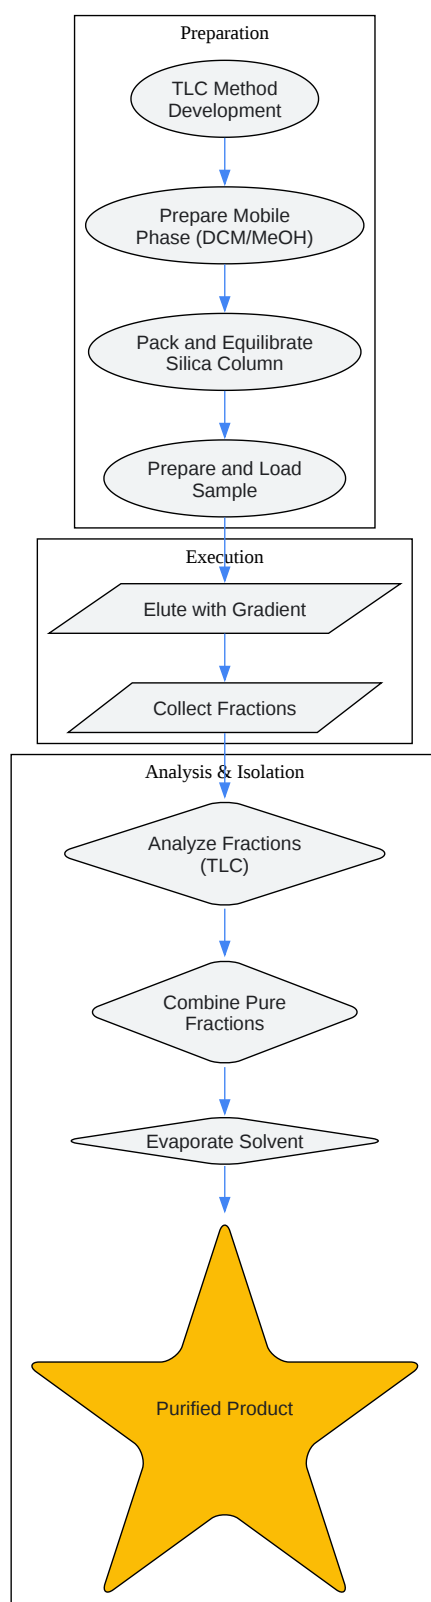 Preparation
TLC Method
Development
Prepare Mobile
Phase (DCM/MeOH)
Pack and Equilibrate
Silica Column
Prepare and Load
Sample
Execution
Elute with Gradient
Collect Fractions
Analysis & Isolation
Analyze Fractions
(TLC)
Combine Pure
Fractions
Evaporate Solvent
Purified Product